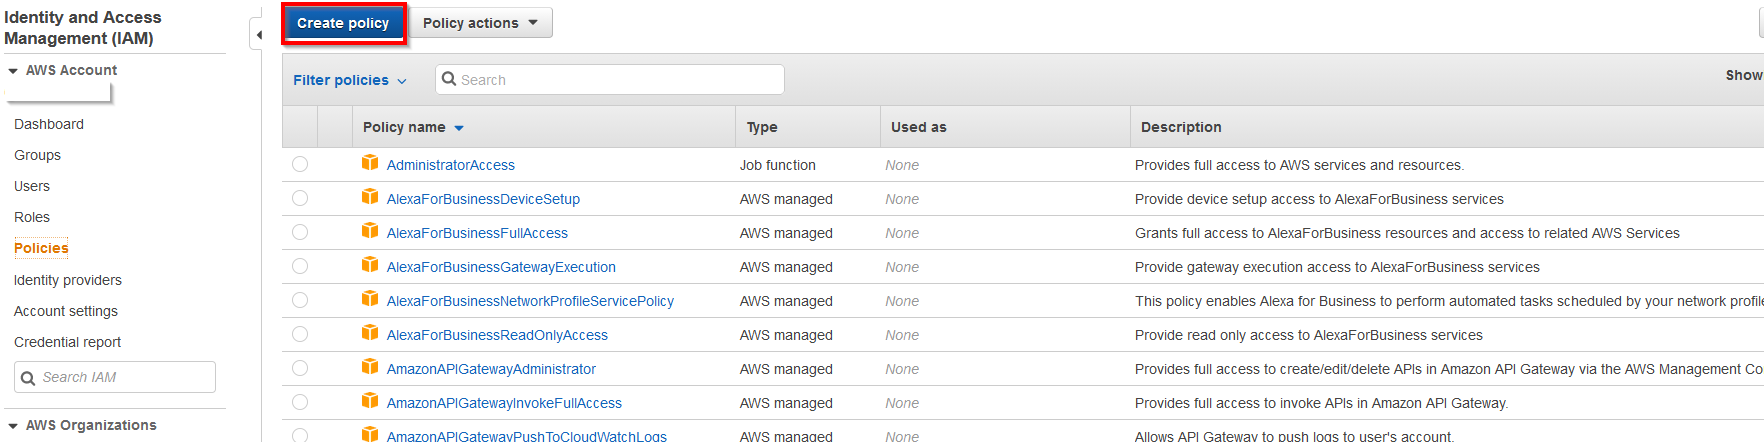 Identity and Access
Management (IAM)
AWS Account
Dashboard
Groups
Users
Roles
Policies
Identity providers
Account settings
Credential report
Search IAM
AWS Organizations
Create policy Policy actions
Filter policies Search Show
Policy name Type Used as Description
AdministratorAccess Job function None Provides full access to AWS services and resources.
AlexaForBusinessDeviceSetup AWS managed None Provide device setup access to AlexaForBusiness services
AlexaForBusinessFullAccess AWS managed None Grants full access to AlexaForBusiness resources and access to related AWS Services
AlexaForBusinessGatewayExecution AWS managed None Provide gateway execution access to AlexaForBusiness services
AlexaForBusinessNetworkProfileServicePolicy AWS managed None This policy enables Alexa for Business to perform automated tasks scheduled by your network profile
AlexaForBusinessReadOnlyAccess AWS managed None Provide read only access to AlexaForBusiness services
AmazonAPIGatewayAdministrator AWS managed None Provides full access to create/edit/delete APIs in Amazon API Gateway via the AWS Management Co
AmazonAPIGatewayInvokeFullAccess AWS managed None Provides full access to invoke APIs in Amazon API Gateway.
AmazonAPIGatewayPushToCloudWatchLogs AWS managed None Allows API Gateway to push logs to user's account.